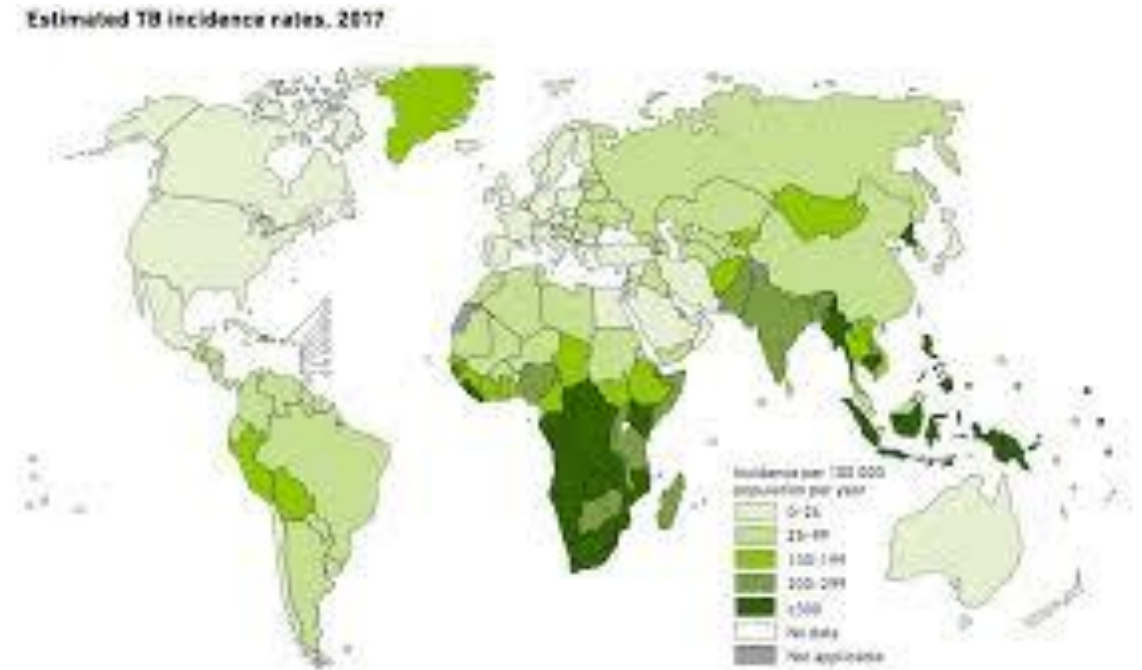 Estimated TB incidence rates, 2017
Incidence per 100 000
population per year
0–24
25–99
100–199
200–299
≥300
No data
Not applicable